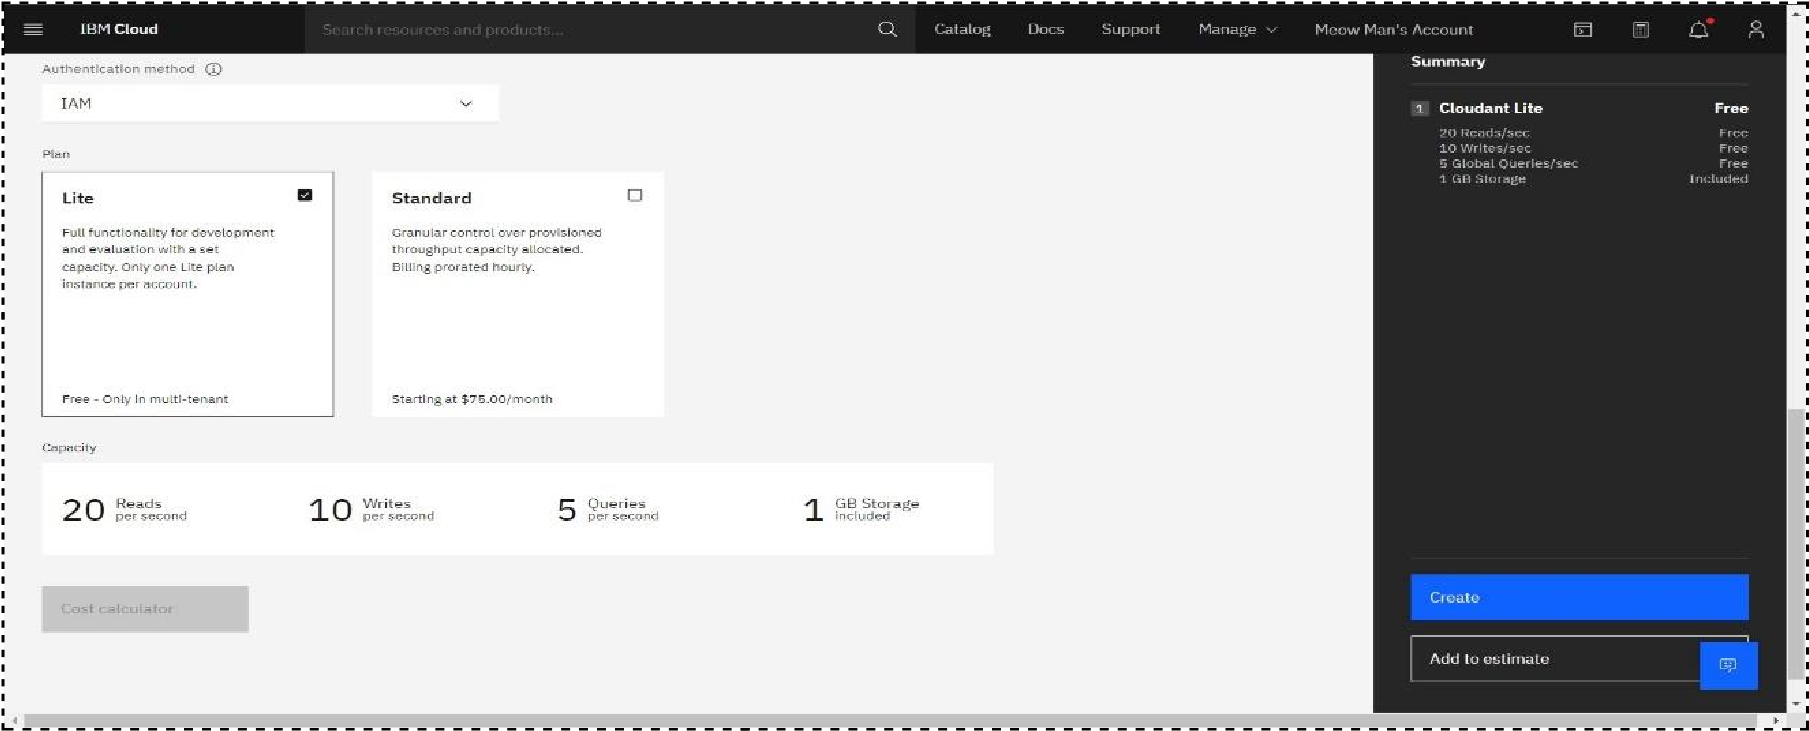 IBM Cloud
Search resources and products...
Catalog
Docs
Support
Manage
Meow Man's Account
Authentication method
IAM
Plan
Lite
Full functionality for development
and evaluation with a set
capacity. Only one Lite plan
instance per account.
Free - Only in multi-tenant
Standard
Granular control over provisioned
throughput capacity allocated.
Billing prorated hourly.
Starting at $75.00/month
Capacity
20 Reads
per second
10 Writes
per second
5 Queries
per second
1 GB Storage
included
Cost calculator
Summary
1 Cloudant Lite Free
20 Reads/sec Free
10 Writes/sec Free
5 Global Queries/sec Free
1 GB Storage Included
Create
Add to estimate